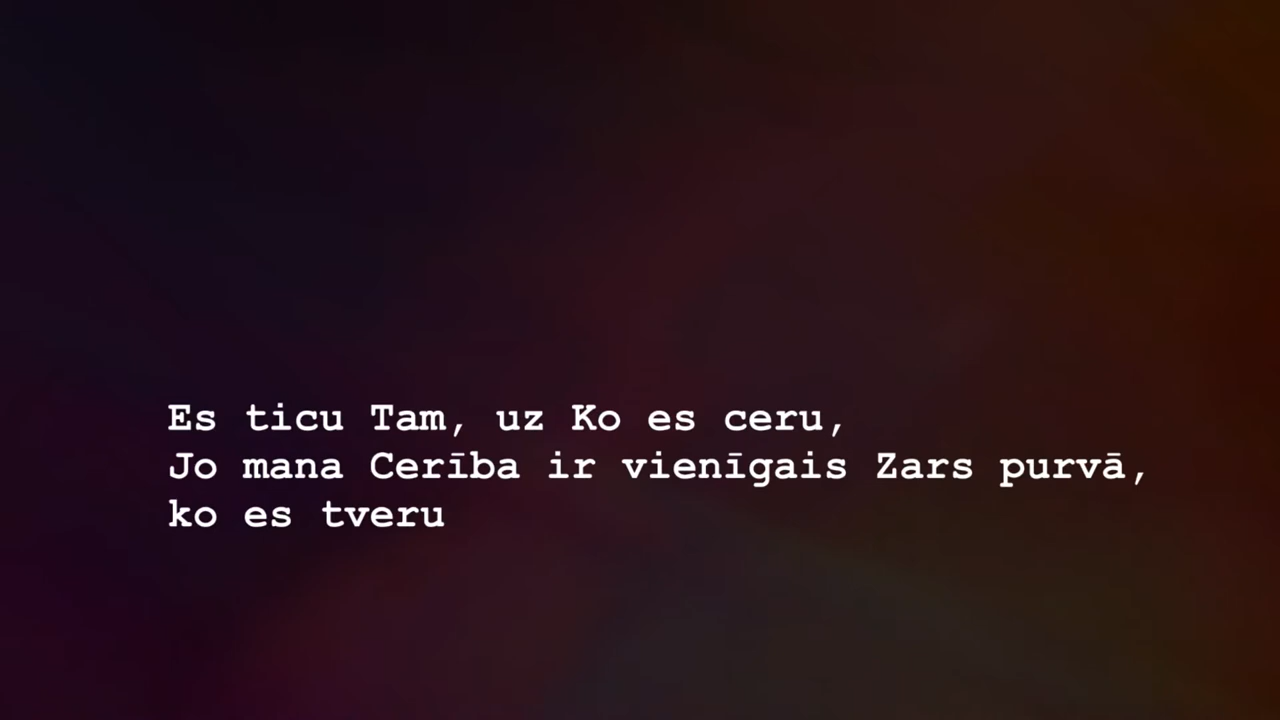 Es ticu Tam, uz Ko es ceru,
Jo mana Cerība ir vienīgais Zars purvā,
ko es tveru